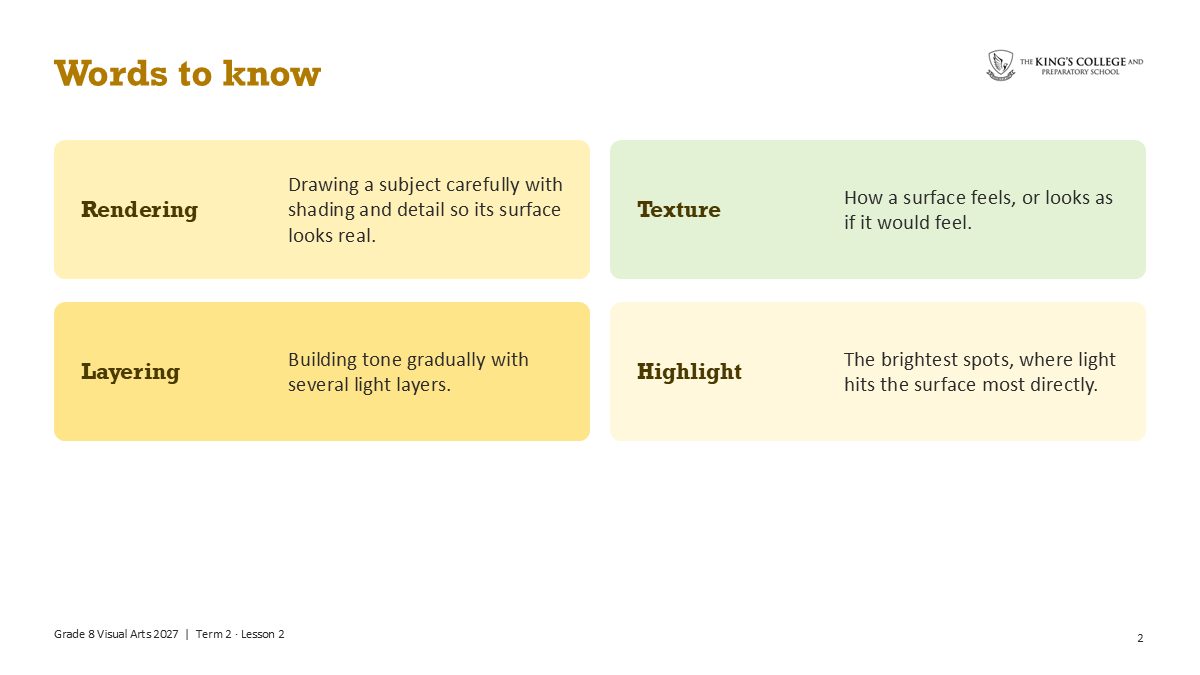 Words to know
THE KING'S COLLEGE AND
PREPARATORY SCHOOL
Rendering
Drawing a subject carefully with
shading and detail so its surface
looks real.
Texture
How a surface feels, or looks as
if it would feel.
Layering
Building tone gradually with
several light layers.
Highlight
The brightest spots, where light
hits the surface most directly.
Grade 8 Visual Arts 2027 | Term 2 · Lesson 2
2